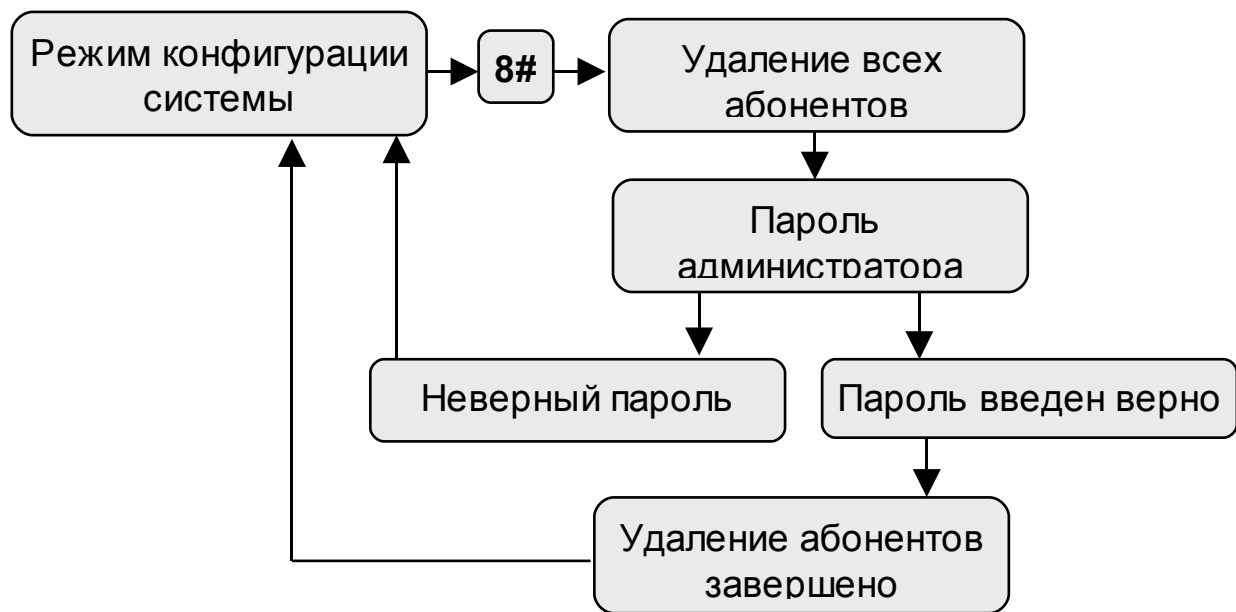 Режим конфигурации
системы
8#
Удаление всех
абонентов
Пароль
администратора
Неверный пароль
Пароль введен верно
Удаление абонентов
завершено